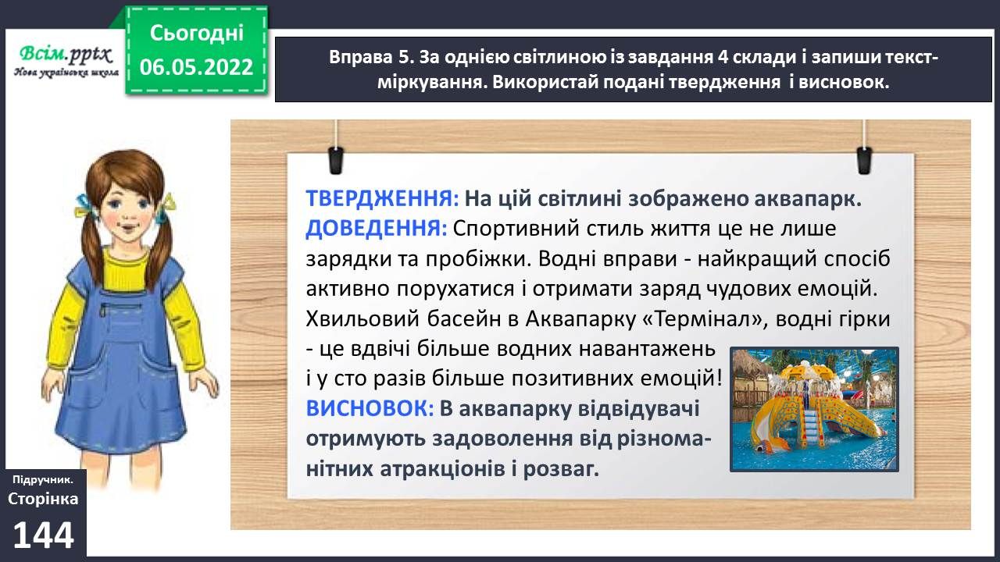 Всім.pptx
Нова українська школа
Сьогодні
06.05.2022
Вправа 5. За однією світлиною із завдання 4 склади і запиши текст-
міркування. Використай подані твердження і висновок.
ТВЕРДЖЕННЯ: На цій світлині зображено аквапарк.
ДОВЕДЕННЯ: Спортивний стиль життя це не лише
зарядки та пробіжки. Водні вправи - найкращий спосіб
активно порухатися і отримати заряд чудових емоцій.
Хвильовий басейн в Аквапарку «Термінал», водні гірки
- це вдвічі більше водних навантажень
і у сто разів більше позитивних емоцій!
ВИСНОВОК: В аквапарку відвідувачі
отримують задоволення від різнома-
нітних атракціонів і розваг.
Підручник.
Сторінка
144